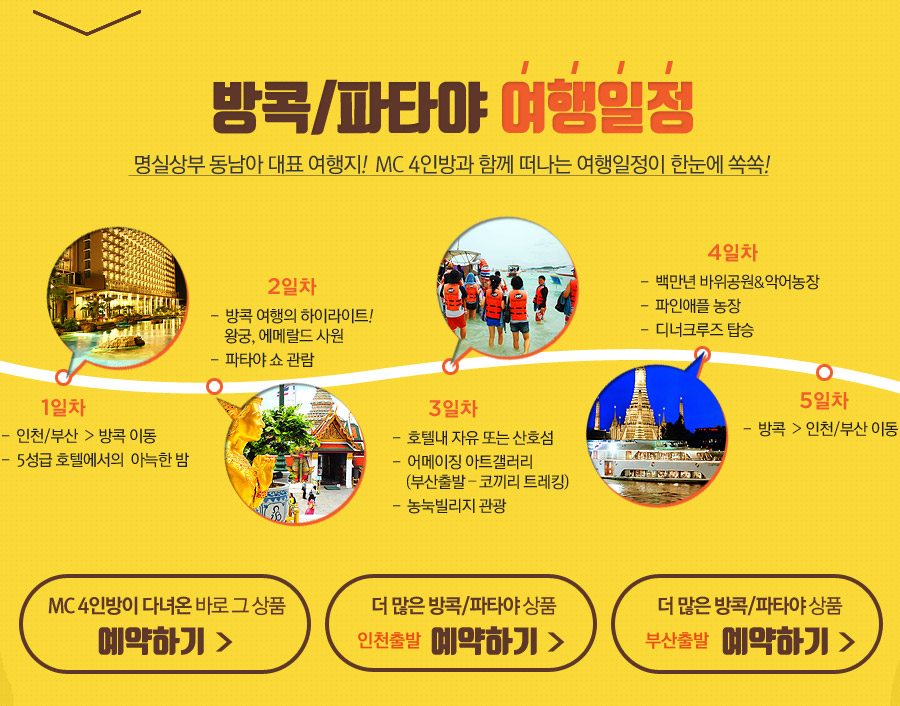 방콕/파타야 여행일정
명실상부 동남아 대표 여행지! MC 4인방과 함께 떠나는 여행일정이 한눈에 쏙쏙!
1일차
- 인천/부산 > 방콕 이동
- 5성급 호텔에서의 아늑한 밤
2일차
- 방콕 여행의 하이라이트!
왕궁, 에메랄드 사원
- 파타야 쇼 관람
3일차
- 호텔내 자유 또는 산호섬
- 어메이징 아트갤러리
(부산출발 - 코끼리 트레킹)
- 농눅빌리지 관광
4일차
- 백만년 바위공원&악어농장
- 파인애플 농장
- 디너크루즈 탑승
5일차
- 방콕 > 인천/부산 이동
MC 4인방이 다녀온 바로 그 상품
예약하기 >
더 많은 방콕/파타야 상품
인천출발 예약하기 >
더 많은 방콕/파타야 상품
부산출발 예약하기 >